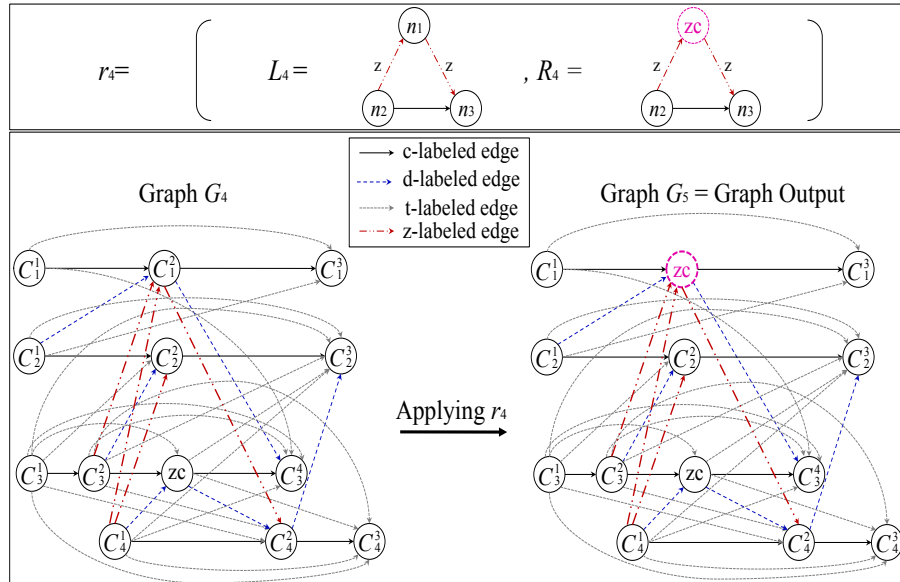 r₄= L₄= n₁ z z n₂ n₃ , R₄ = zc z z n₂ n₃
c-labeled edge
d-labeled edge
t-labeled edge
z-labeled edge
Graph G₄
Graph G₅ = Graph Output
C₁¹ C₁² C₁³ C₁¹ zc C₁³
C₂¹ C₂² C₂³ C₂¹ C₂² C₂³
Applying r₄
C₃¹ C₃² zc C₃⁴ C₃¹ C₃² zc C₃⁴
C₄¹ C₄² C₄³ C₄¹ C₄² C₄³